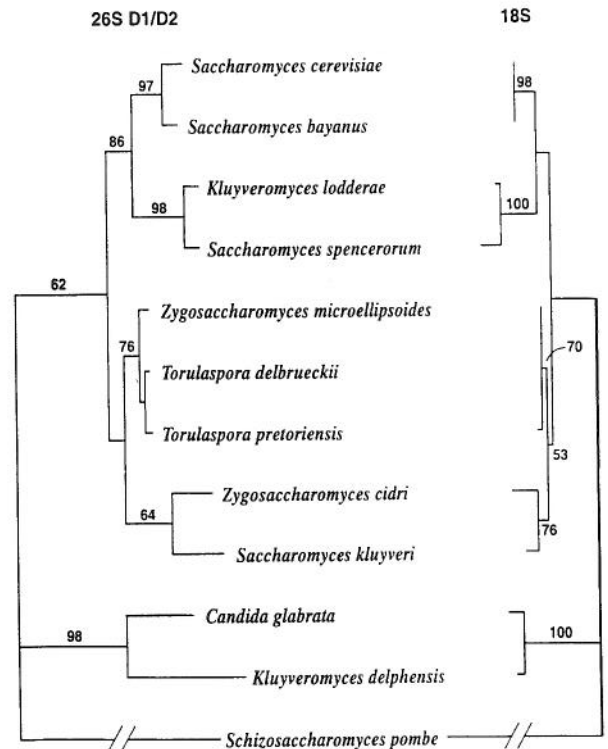 26S D1/D2 18S
97 Saccharomyces cerevisiae 98
86 Saccharomyces bayanus
Kluyveromyces lodderae
98 100
Saccharomyces spencerorum
62
Zygosaccharomyces microellipsoides
76 70
Torulaspora delbrueckii
Torulaspora pretoriensis
53
Zygosaccharomyces cidri
64 76
Saccharomyces kluyveri
Candida glabrata
98 100
Kluyveromyces delphensis
Schizosaccharomyces pombe